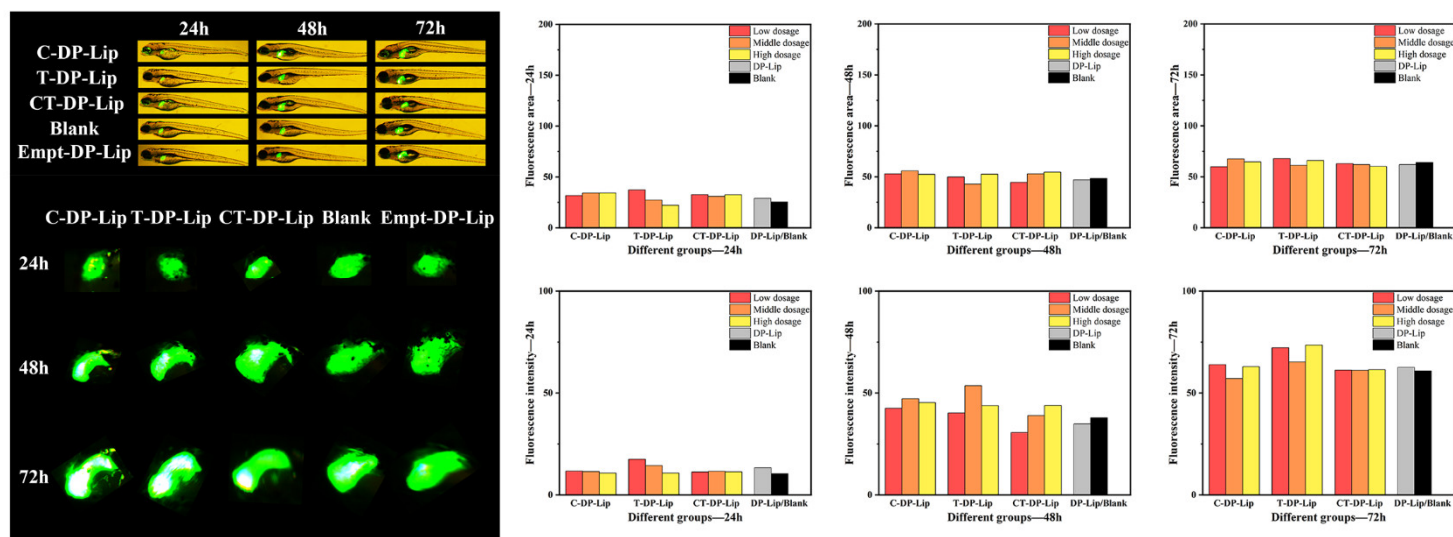 24h 48h 72h
C-DP-Lip
T-DP-Lip
CT-DP-Lip
Blank
Empt-DP-Lip
C-DP-Lip T-DP-Lip CT-DP-Lip Blank Empt-DP-Lip
24h
48h
72h
200
150
100
50
0
Fluorescence area—24h
Low dosage
Middle dosage
High dosage
DP-Lip
Blank
C-DP-Lip T-DP-Lip CT-DP-Lip DP-Lip/Blank
Different groups—24h
200
150
100
50
0
Fluorescence area—48h
Low dosage
Middle dosage
High dosage
DP-Lip
Blank
C-DP-Lip T-DP-Lip CT-DP-Lip DP-Lip/Blank
Different groups—48h
200
150
100
50
0
Fluorescence area—72h
Low dosage
Middle dosage
High dosage
DP-Lip
Blank
C-DP-Lip T-DP-Lip CT-DP-Lip DP-Lip/Blank
Different groups—72h
100
50
0
Fluorescence intensity—24h
Low dosage
Middle dosage
High dosage
DP-Lip
Blank
C-DP-Lip T-DP-Lip CT-DP-Lip DP-Lip/Blank
Different groups—24h
100
50
0
Fluorescence intensity—48h
Low dosage
Middle dosage
High dosage
DP-Lip
Blank
C-DP-Lip T-DP-Lip CT-DP-Lip DP-Lip/Blank
Different groups—48h
100
50
0
Fluorescence intensity—72h
Low dosage
Middle dosage
High dosage
DP-Lip
Blank
C-DP-Lip T-DP-Lip CT-DP-Lip DP-Lip/Blank
Different groups—72h